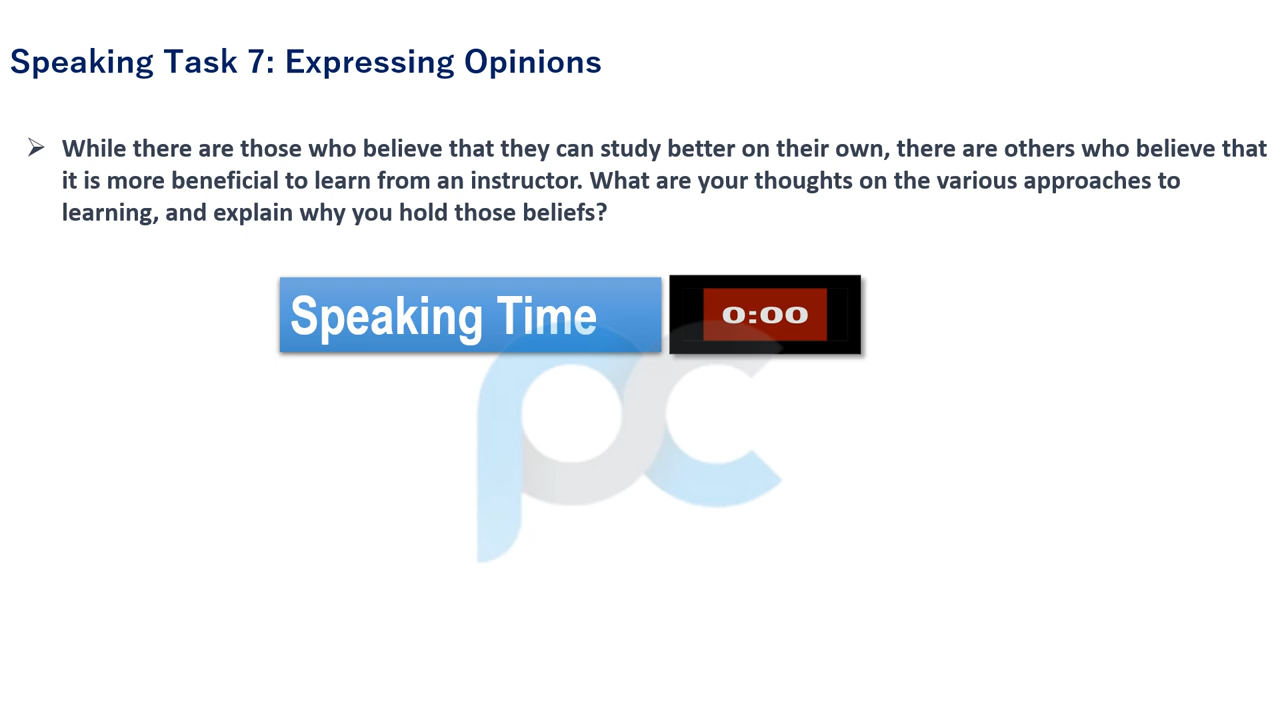 Speaking Task 7: Expressing Opinions
➢ While there are those who believe that they can study better on their own, there are others who believe that
it is more beneficial to learn from an instructor. What are your thoughts on the various approaches to
learning, and explain why you hold those beliefs?
Speaking Time
0:00
pc